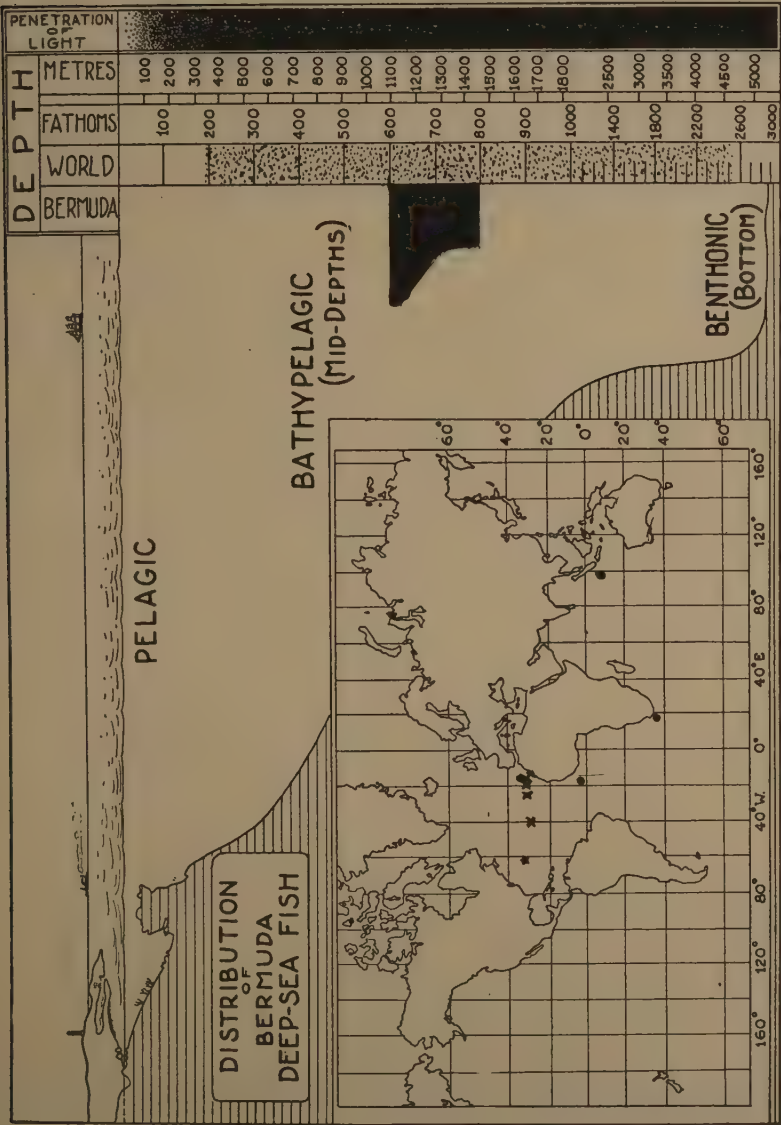 PENETRATION
OF
LIGHT
DEPTH
METRES
100 200 300 400 500 600 700 800 900 1000 1100 1200 1300 1400 1500 1600 1700 1800 2500 3000 3500 4000 4500 5000
FATHOMS
100 200 300 400 500 600 700 800 900 1000 1400 1800 2200 2600 3000
WORLD
BERMUDA
PELAGIC
BATHYPELAGIC
(MID-DEPTHS)
BENTHONIC
(BOTTOM)
DISTRIBUTION
OF
BERMUDA
DEEP-SEA FISH
60°
40°
20°
0°
20°
40°
60°
160° 120° 80° 40°W. 0° 40°E 80° 120° 160°